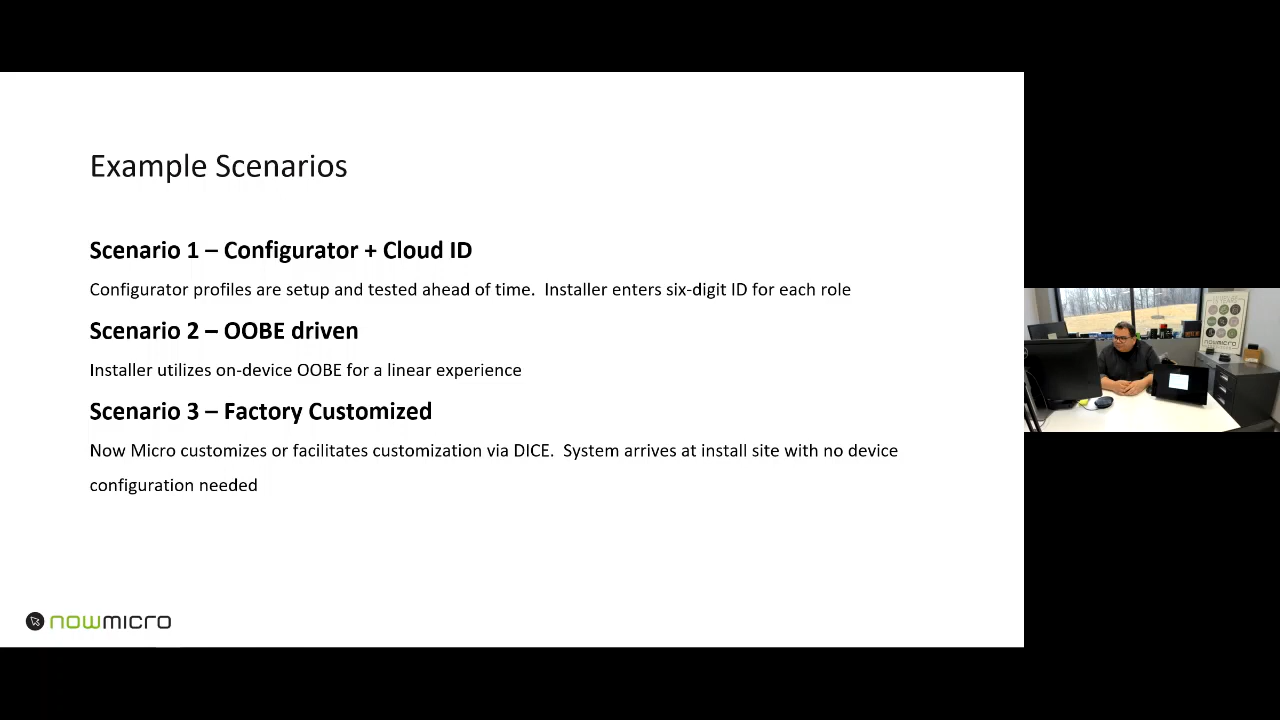 Example Scenarios
Scenario 1 – Configurator + Cloud ID
Configurator profiles are setup and tested ahead of time.  Installer enters six-digit ID for each role
Scenario 2 – OOBE driven
Installer utilizes on-device OOBE for a linear experience
Scenario 3 – Factory Customized
Now Micro customizes or facilitates customization via DICE.  System arrives at install site with no device
configuration needed
nowmicro
nowmicro